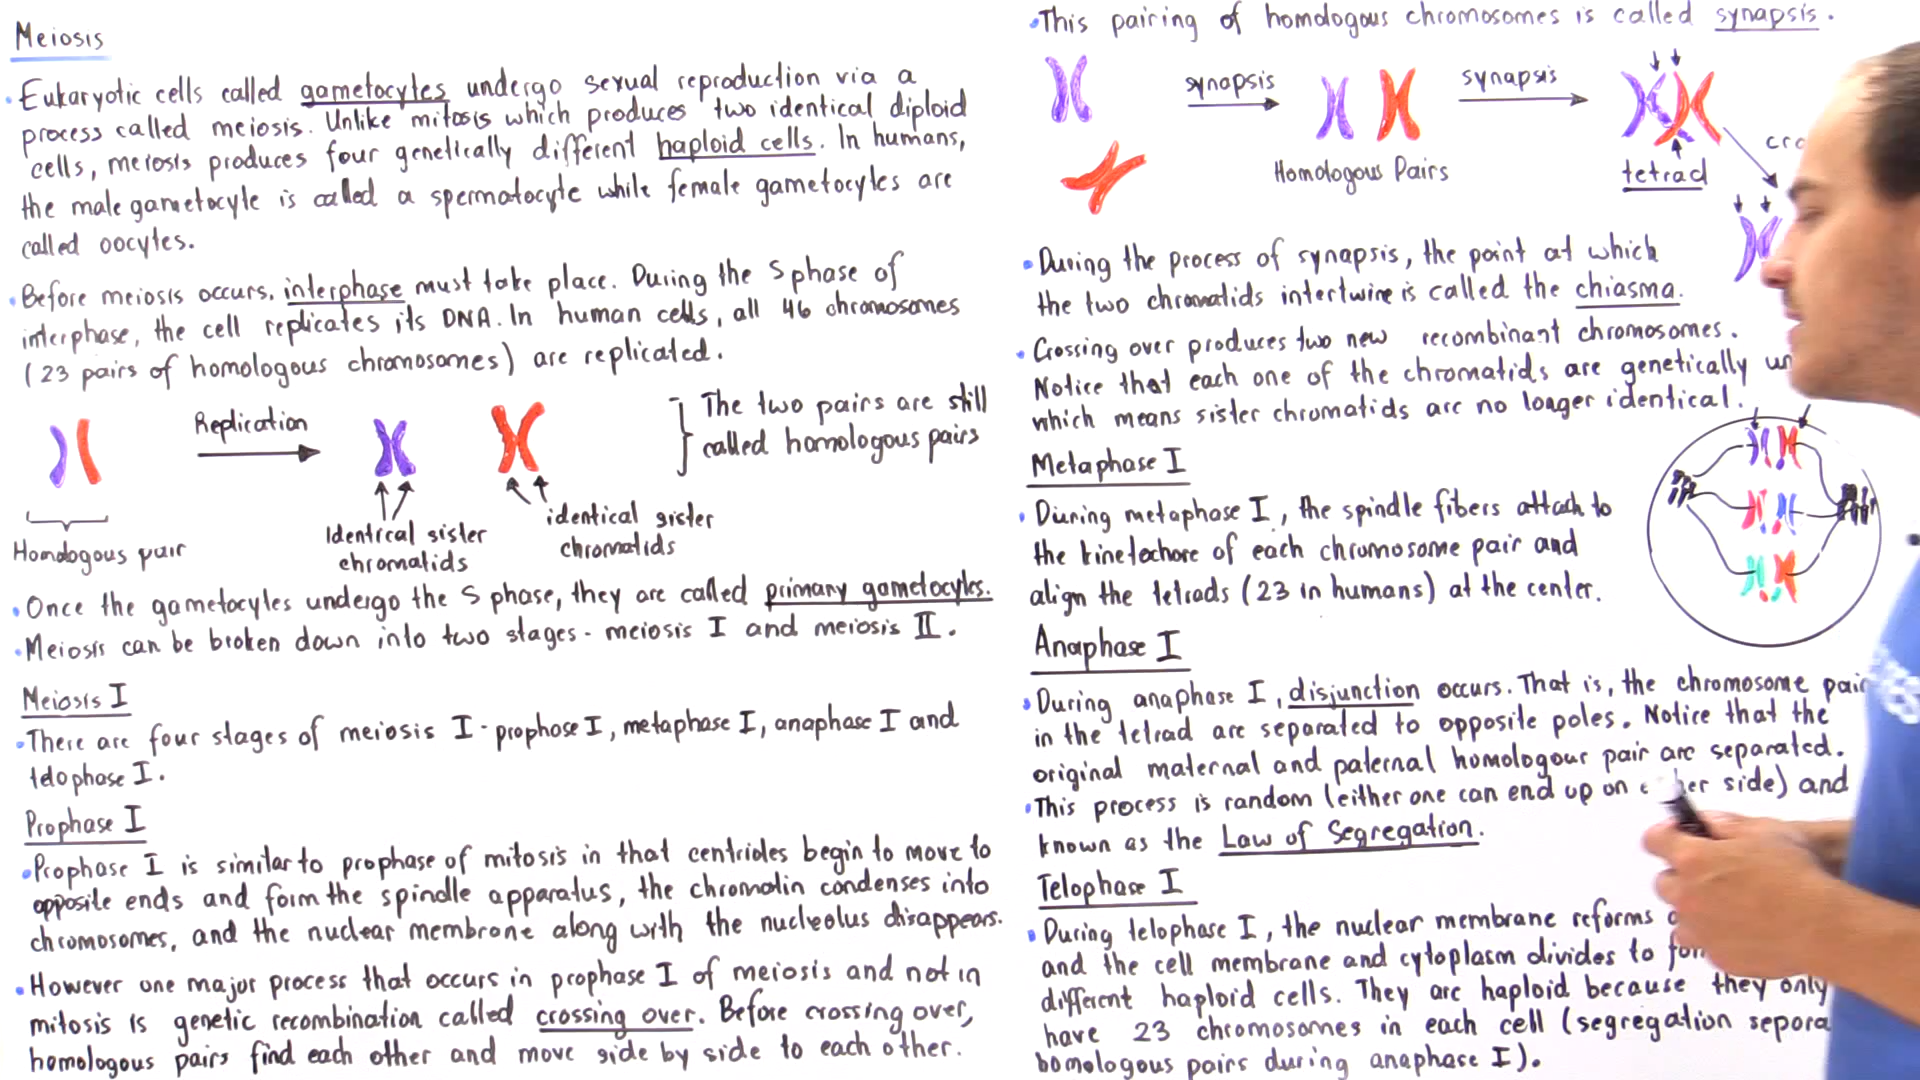 Meiosis
• Eukaryotic cells called gametocytes undergo sexual reproduction via a
process called meiosis. Unlike mitosis which produces two identical diploid
cells, meiosis produces four genetically different haploid cells. In humans,
the male gametocyte is called a spermatocyte while female gametocytes are
called oocytes.
• Before meiosis occurs, interphase must take place. During the S phase of
interphase, the cell replicates its DNA. In human cells, all 46 chromosomes
(23 pairs of homologous chromosomes) are replicated.
Replication
The two pairs are still
called homologous pairs
Homologous pair
Identical sister
chromatids
identical sister
chromatids
• Once the gametocytes undergo the S phase, they are called primary gametocytes.
• Meiosis can be broken down into two stages - meiosis I and meiosis II.
Meiosis I
• There are four stages of meiosis I - prophase I, metaphase I, anaphase I and
telophase I.
Prophase I
• Prophase I is similar to prophase of mitosis in that centrioles begin to move to
opposite ends and form the spindle apparatus, the chromatin condenses into
chromosomes, and the nuclear membrane along with the nucleolus disappears.
• However one major process that occurs in prophase I of meiosis and not in
mitosis is genetic recombination called crossing over. Before crossing over,
homologous pairs find each other and move side by side to each other.
• This pairing of homologous chromosomes is called synapsis.
synapsis
synapsis
Homologous Pairs
tetrad
• During the process of synapsis, the point at which
the two chromatids intertwine is called the chiasma.
• Crossing over produces two new recombinant chromosomes.
Notice that each one of the chromatids are genetically un
which means sister chromatids are no longer identical.
Metaphase I
• During metaphase I, the spindle fibers attach to
the kinetechore of each chromosome pair and
align the tetrads (23 in humans) at the center.
Anaphase I
• During anaphase I, disjunction occurs. That is, the chromosome pair
in the tetrad are separated to opposite poles. Notice that the
original maternal and paternal homologour pair are separated.
• This process is random (either one can end up on side) and
known as the Law of Segregation.
Telophase I
• During telophase I, the nuclear membrane reforms
and the cell membrane and cytoplasm divides to
different haploid cells. They are haploid because they only
have 23 chromosomes in each cell (segregation sepora
homologous pairs during anaphase I).